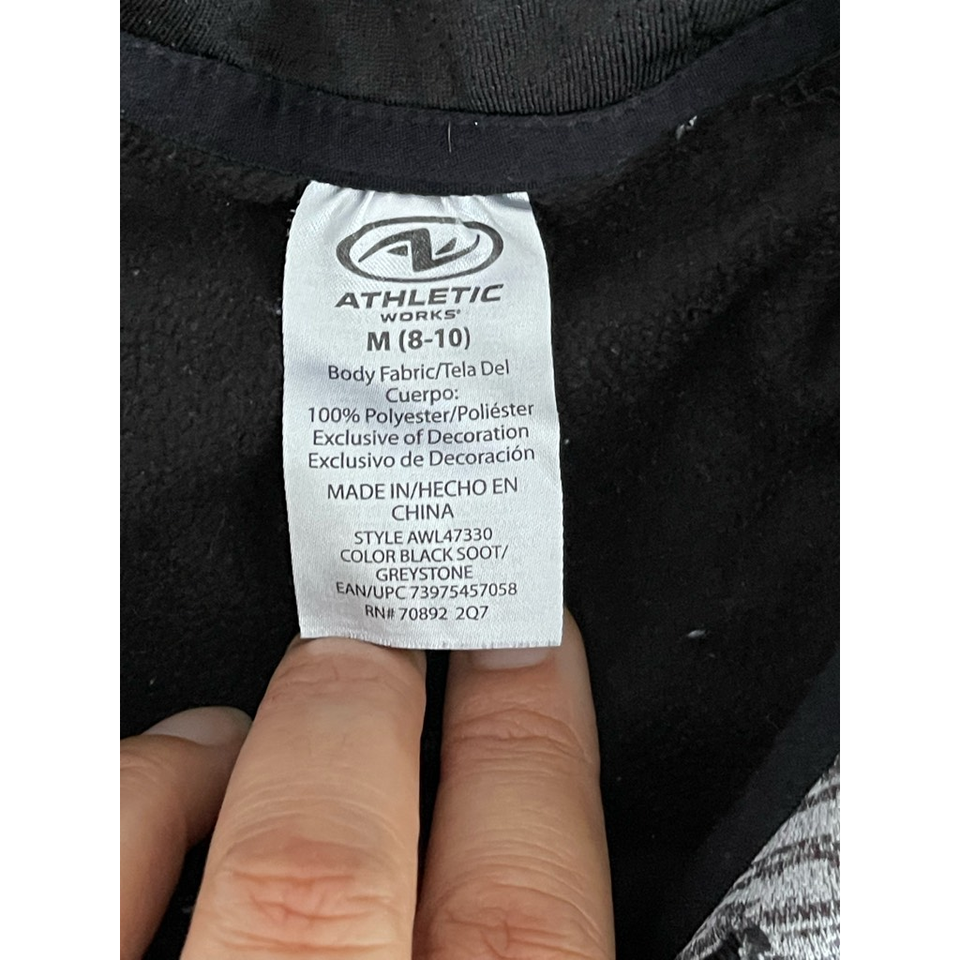 ATHLETIC
WORKS
M (8-10)
Body Fabric/Tela Del
Cuerpo:
100% Polyester/Poliéster
Exclusive of Decoration
Exclusivo de Decoración
MADE IN/HECHO EN
CHINA
STYLE AWL47330
COLOR BLACK SOOT/
GREYSTONE
EAN/UPC 73975457058
RN# 70892 2Q7